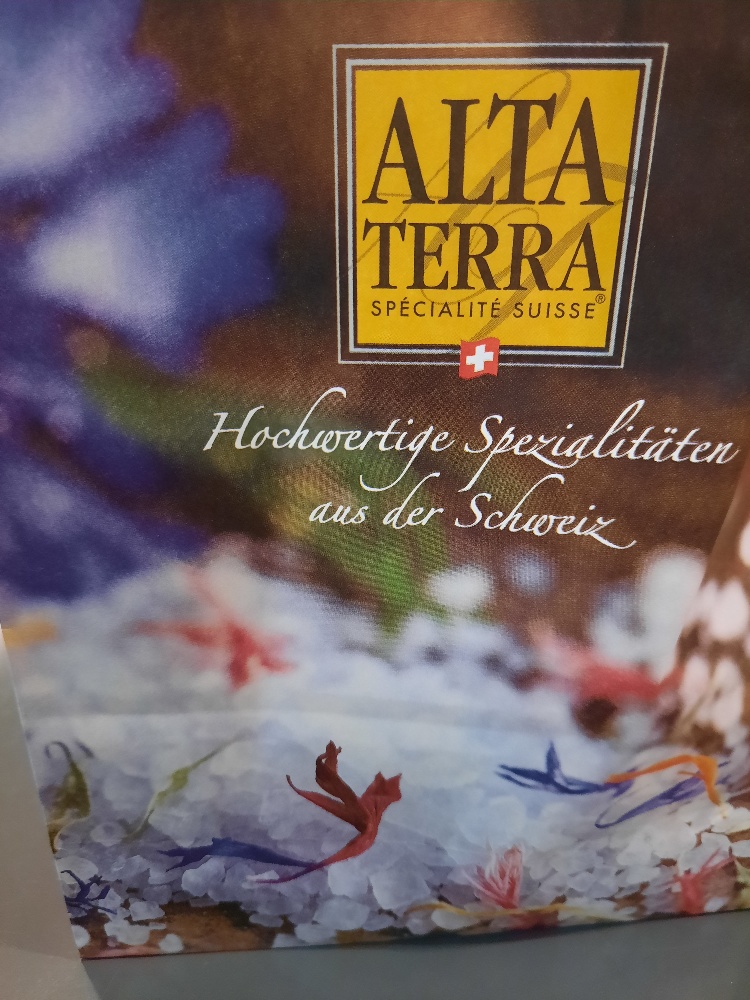 ALTA
TERRA
SPÉCIALITÉ SUISSE®
Hochwertige Spezialitäten
aus der Schweiz